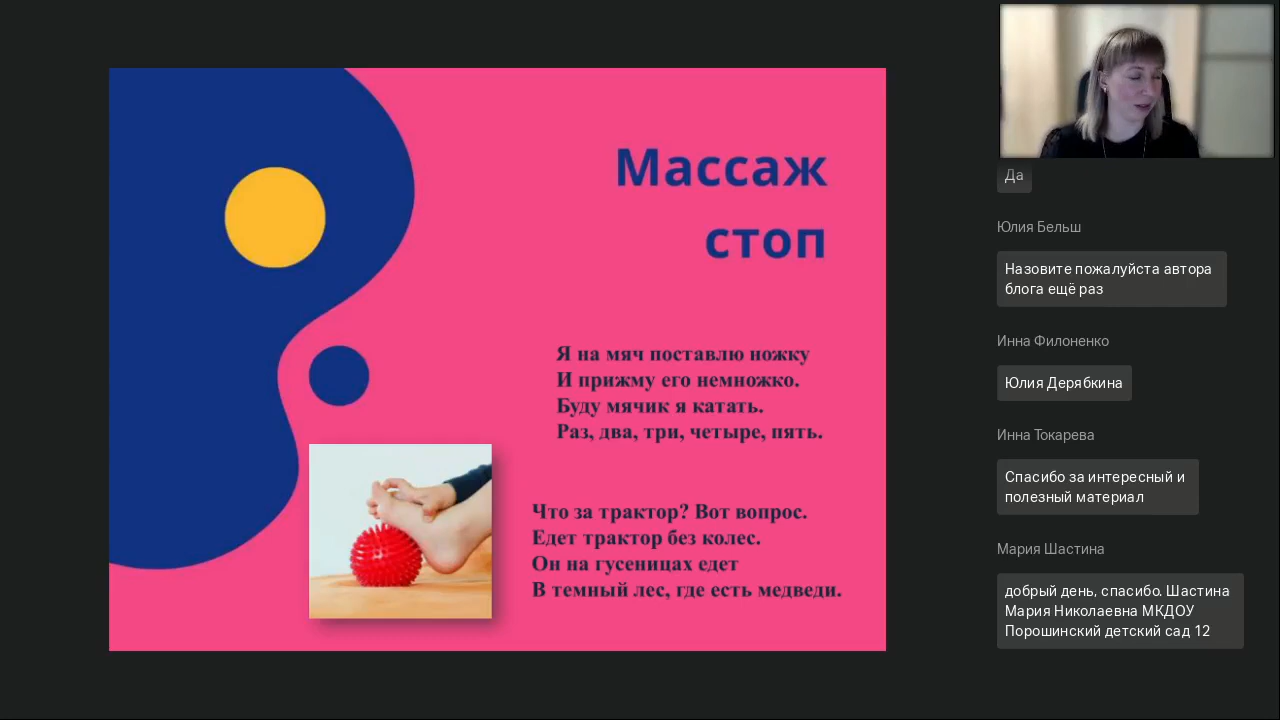 Массаж
стоп
Я на мяч поставлю ножку
И прижму его немножко.
Буду мячик я катать.
Раз, два, три, четыре, пять.
Что за трактор? Вот вопрос.
Едет трактор без колес.
Он на гусеницах едет
В темный лес, где есть медведи.
Да
Юлия Бельш
Назовите пожалуйста автора
блога ещё раз
Инна Филоненко
Юлия Дерябкина
Инна Токарева
Спасибо за интересный и
полезный материал
Мария Шастина
добрый день, спасибо. Шастина
Мария Николаевна МКДОУ
Порошинский детский сад 12